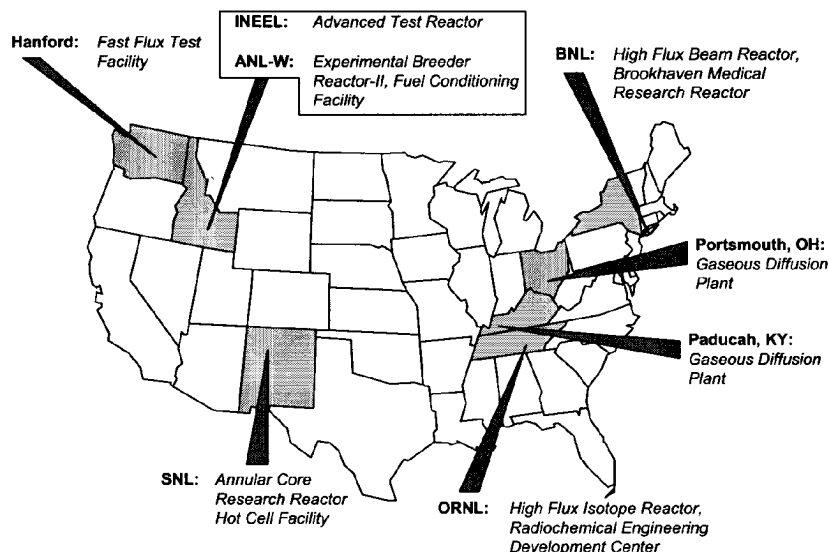 INEEL: Advanced Test Reactor
ANL-W: Experimental Breeder
Reactor-II, Fuel Conditioning
Facility
Hanford: Fast Flux Test
Facility
BNL: High Flux Beam Reactor,
Brookhaven Medical
Research Reactor
Portsmouth, OH:
Gaseous Diffusion
Plant
Paducah, KY:
Gaseous Diffusion
Plant
SNL: Annular Core
Research Reactor
Hot Cell Facility
ORNL: High Flux Isotope Reactor,
Radiochemical Engineering
Development Center